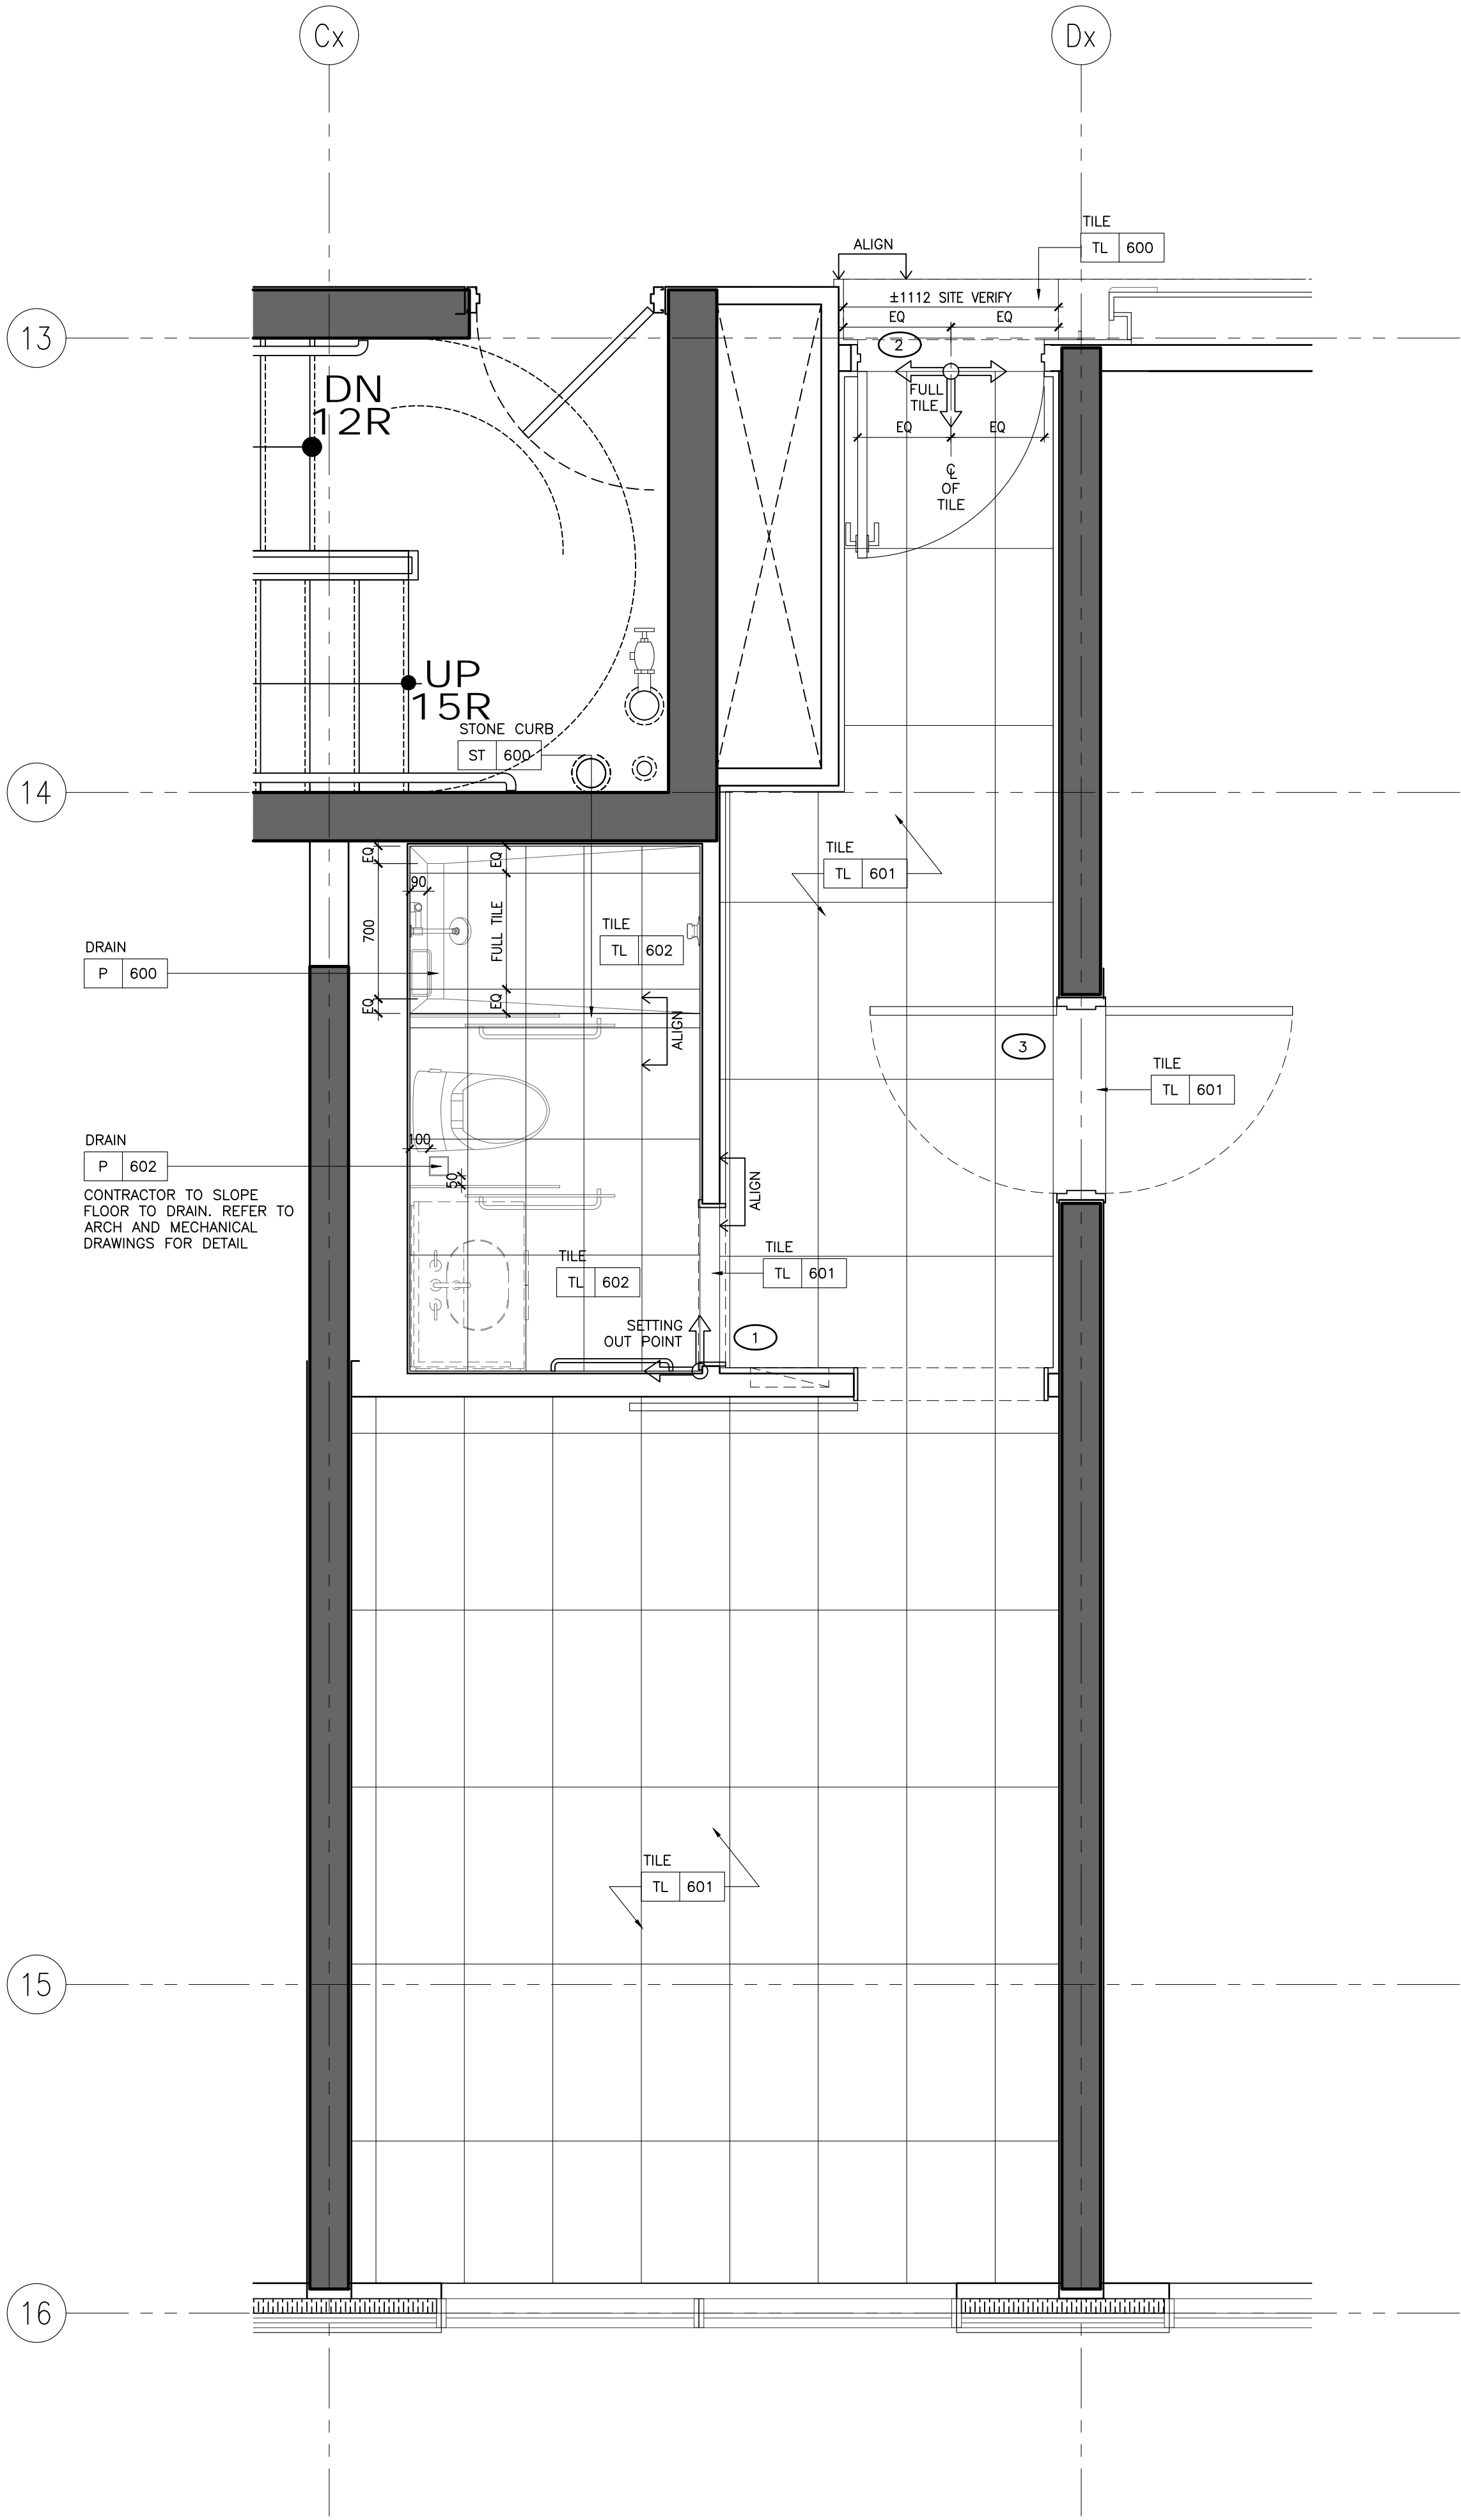 Cx
Dx
TILE
TL 600
ALIGN
±1112 SITE VERIFY
EQ
EQ
13
2
FULL
TILE
EQ
EQ
℄
OF
TILE
DN
12R
UP
15R
STONE CURB
ST 600
14
TILE
TL 601
EQ
90
700
EQ
EQ
FULL TILE
EQ
TILE
TL 602
DRAIN
P 600
ALIGN
3
TILE
TL 601
DRAIN
P 602
CONTRACTOR TO SLOPE
FLOOR TO DRAIN. REFER TO
ARCH AND MECHANICAL
DRAWINGS FOR DETAIL
100
50
ALIGN
TILE
TL 602
TILE
TL 601
SETTING
OUT POINT
1
TILE
TL 601
15
16